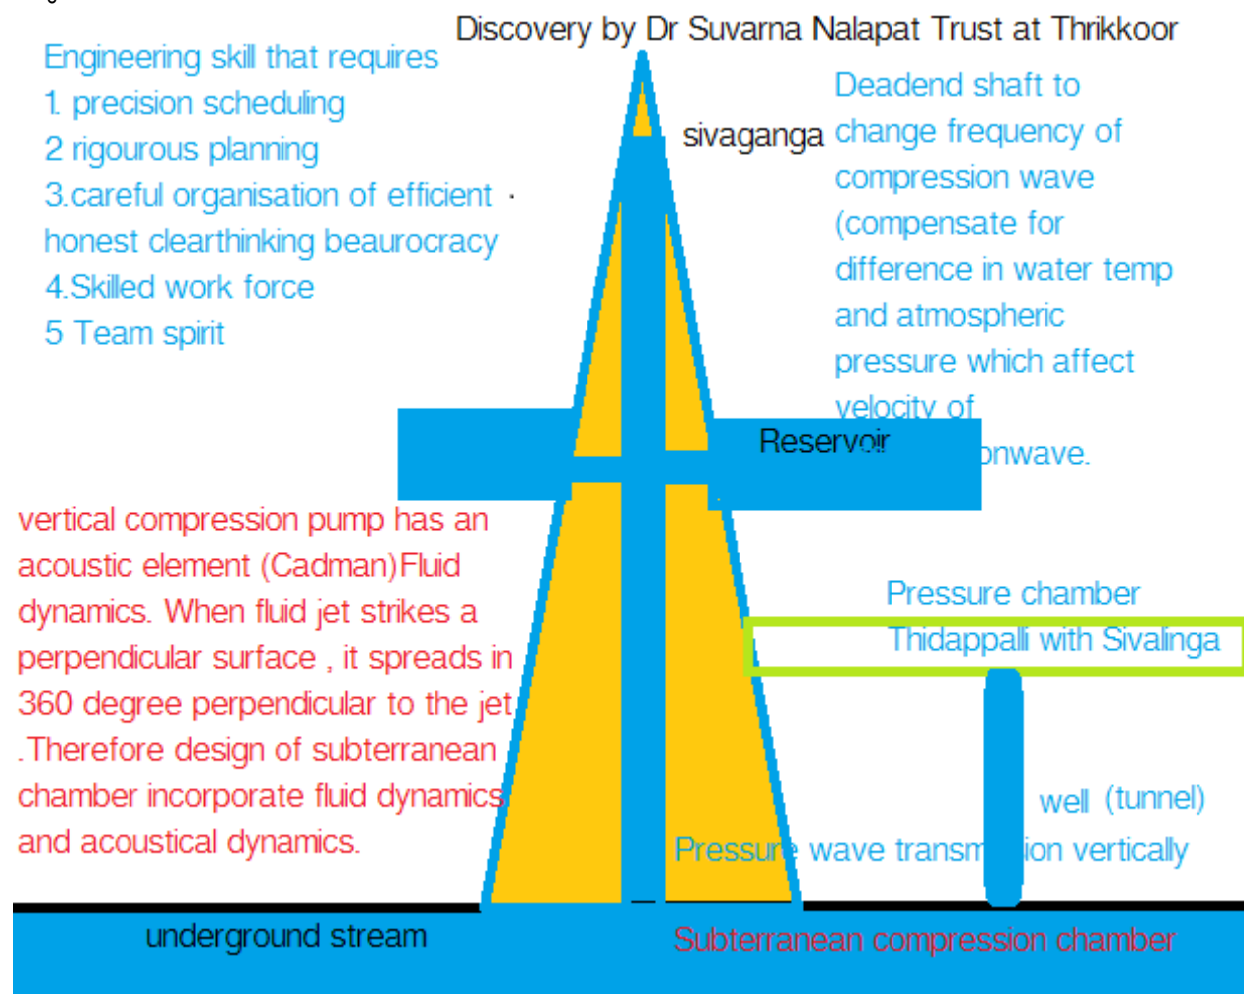 Discovery by Dr Suvarna Nalapat Trust at Thrikkoor
Engineering skill that requires
1. precision scheduling
2 rigourous planning
3.careful organisation of efficient
honest clearthinking beaurocracy
4.Skilled work force
5 Team spirit
sivaganga
Deadend shaft to
change frequency of
compression wave
(compensate for
difference in water temp
and atmospheric
pressure which affect
velocity of
onwave.
Reservoir
vertical compression pump has an
acoustic element (Cadman)Fluid
dynamics. When fluid jet strikes a
perpendicular surface , it spreads in
360 degree perpendicular to the jet
.Therefore design of subterranean
chamber incorporate fluid dynamics
and acoustical dynamics.
Pressure chamber
Thidappalli with Sivalinga
well (tunnel)
Pressure wave transm ion vertically
underground stream
Subterranean compression chamber